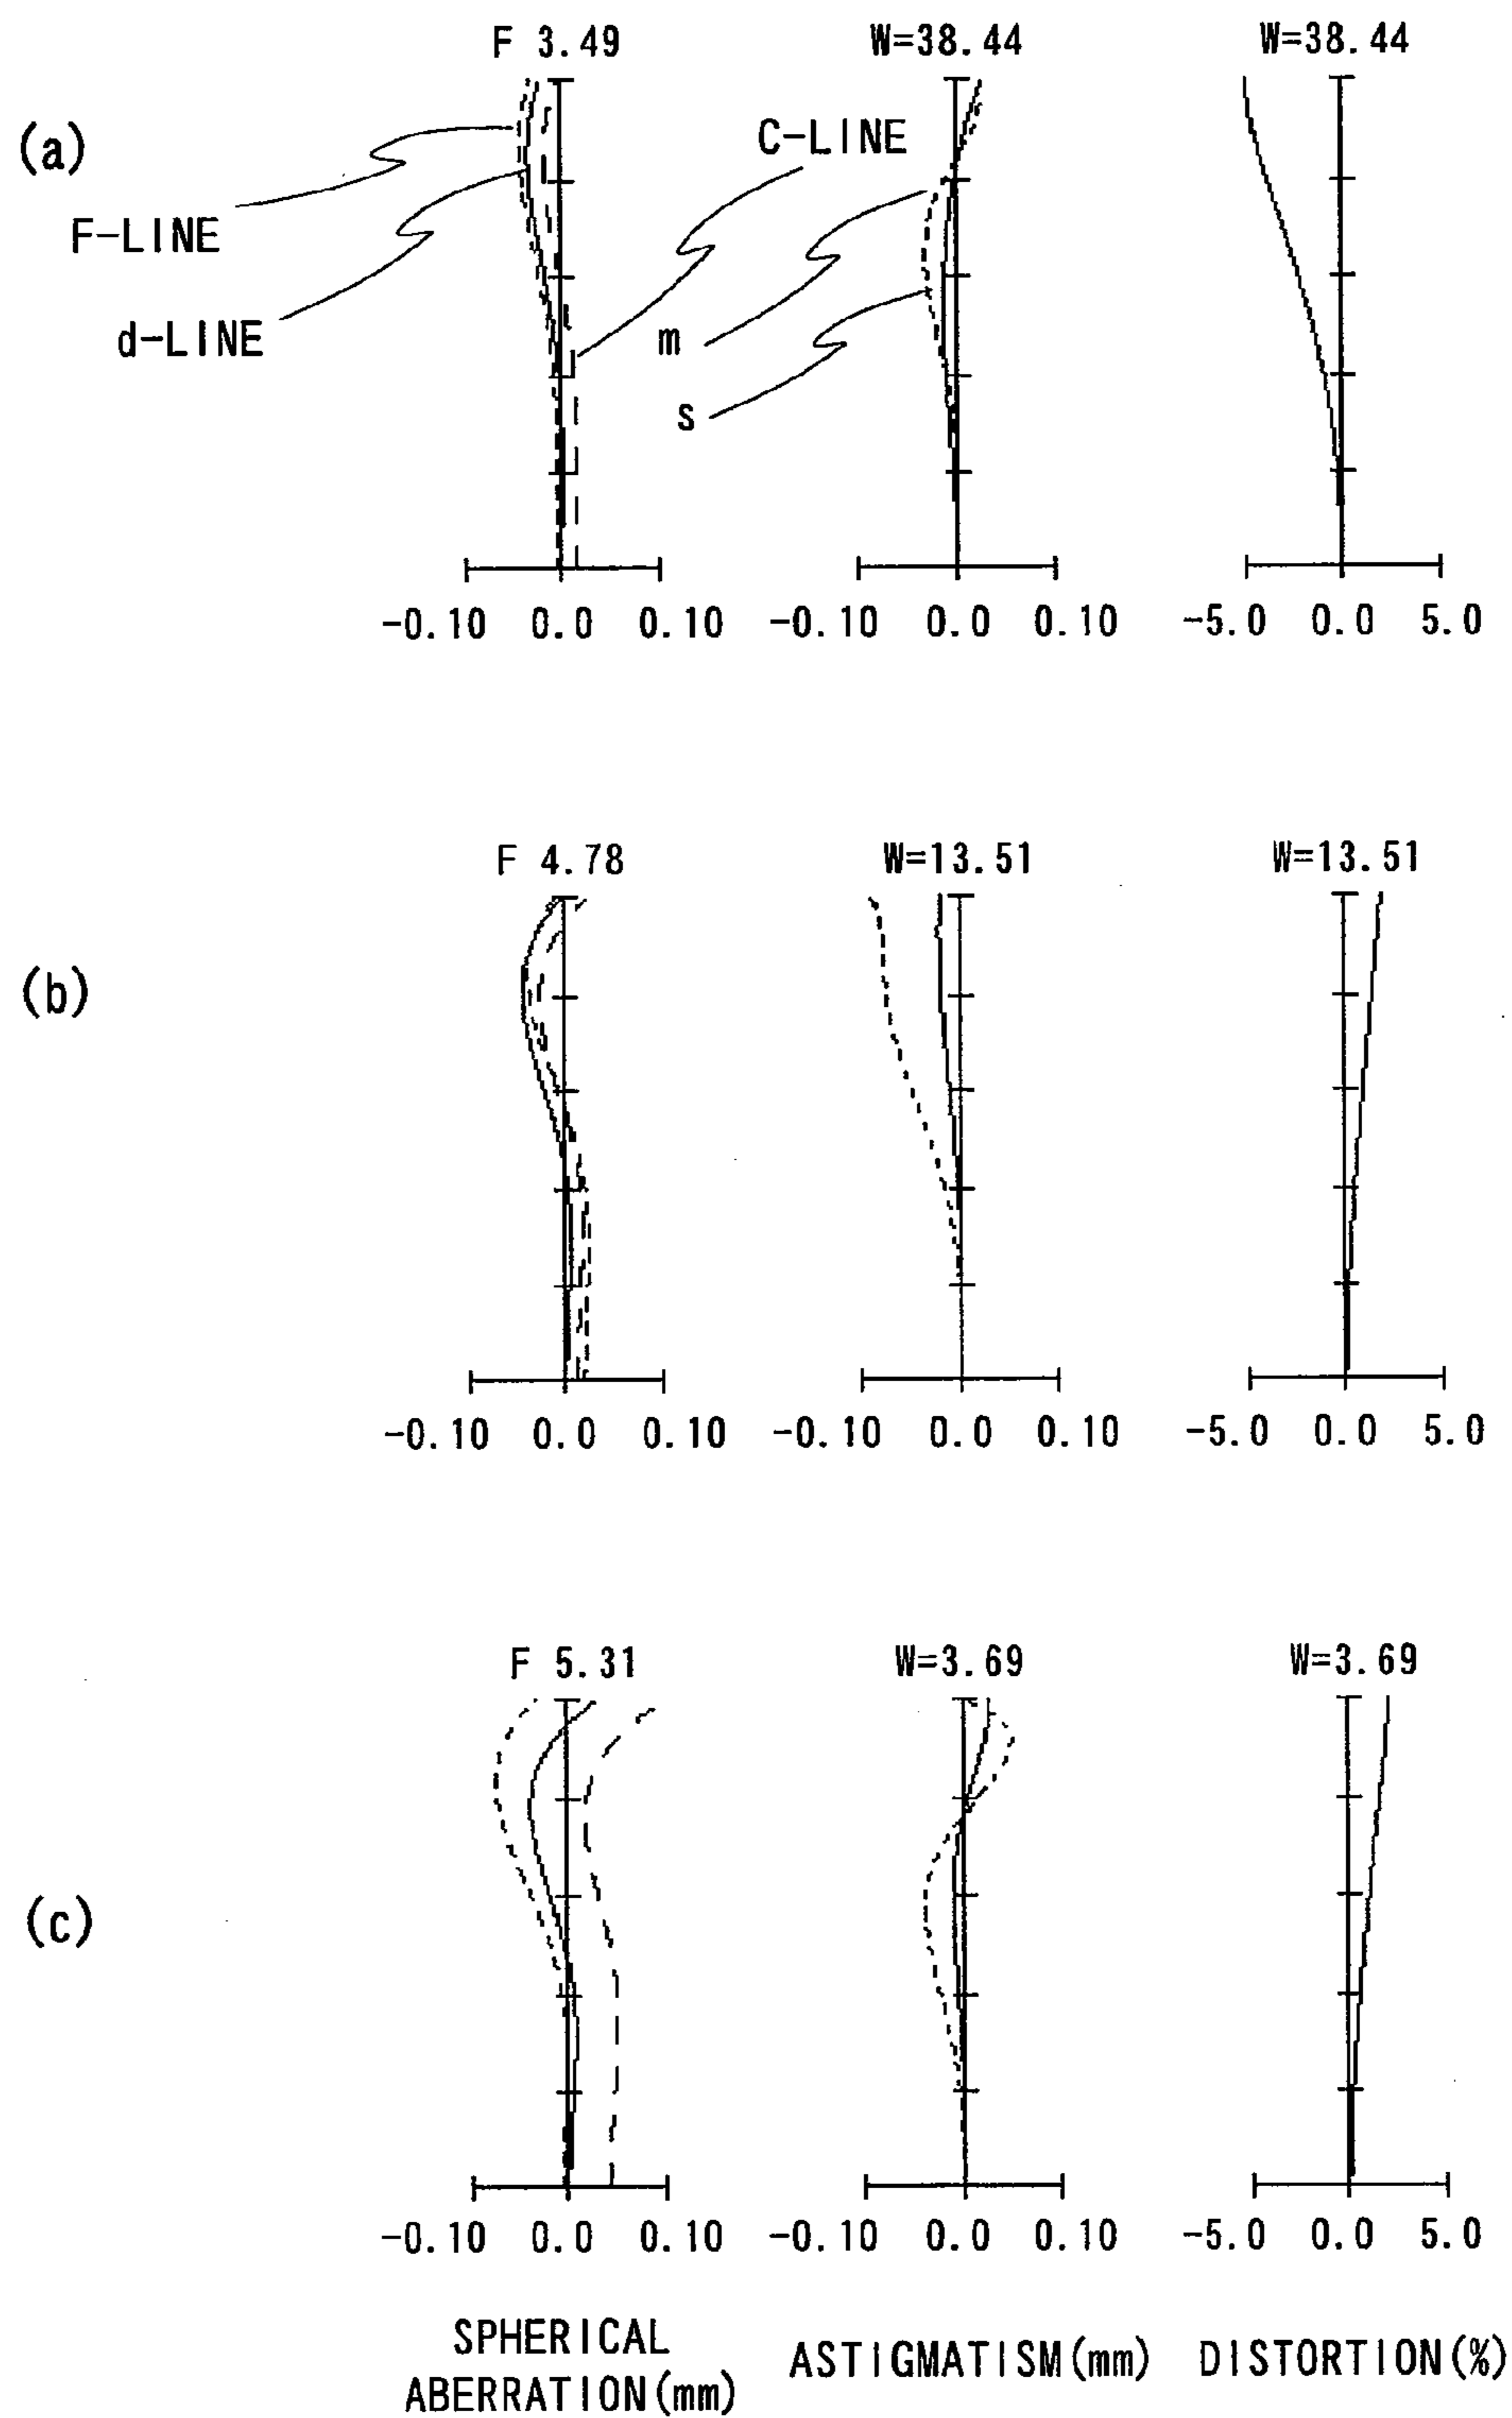 (a)
F 3.49
W=38.44
W=38.44
C-LINE
F-LINE
d-LINE
m
s
-0.10 0.0 0.10
-0.10 0.0 0.10
-5.0 0.0 5.0
(b)
F 4.78
W=13.51
W=13.51
-0.10 0.0 0.10
-0.10 0.0 0.10
-5.0 0.0 5.0
(c)
F 5.31
W=3.69
W=3.69
-0.10 0.0 0.10
-0.10 0.0 0.10
-5.0 0.0 5.0
SPHERICAL
ABERRATION(mm)
ASTIGMATISM(mm)
DISTORTION(%)